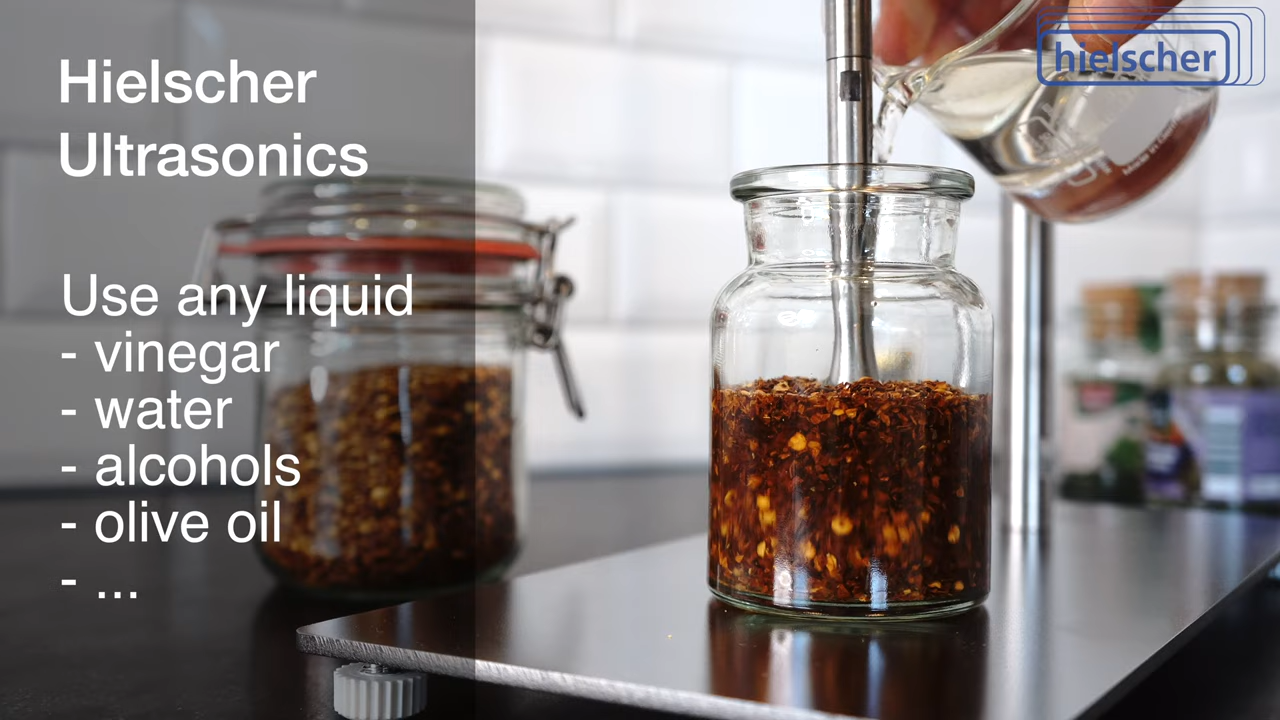 Hielscher
Ultrasonics
Use any liquid
- vinegar
- water
- alcohols
- olive oil
- ...
hielscher